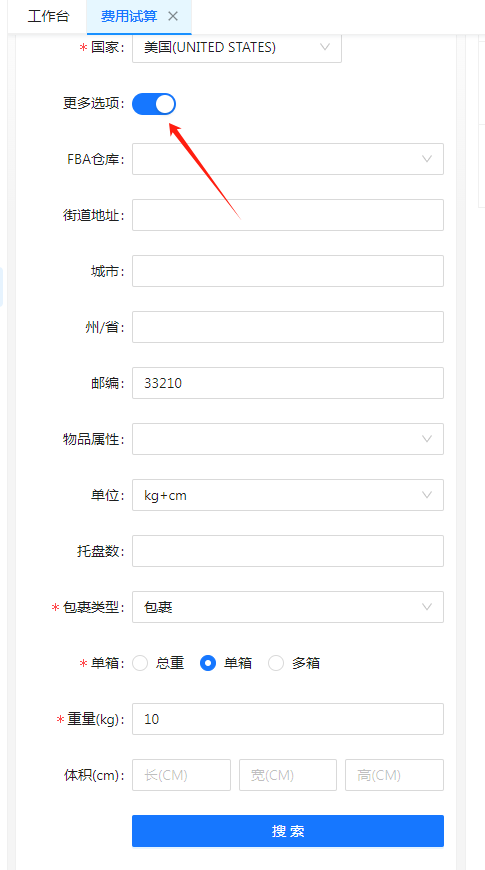 工作台 费用试算
* 国家: 美国(UNITED STATES)
更多选项:
FBA仓库:
街道地址:
城市:
州/省:
邮编: 33210
物品属性:
单位: kg+cm
托盘数:
* 包裹类型: 包裹
* 单箱: 总重 单箱 多箱
* 重量(kg): 10
体积(cm): 长(CM) 宽(CM) 高(CM)
搜 索